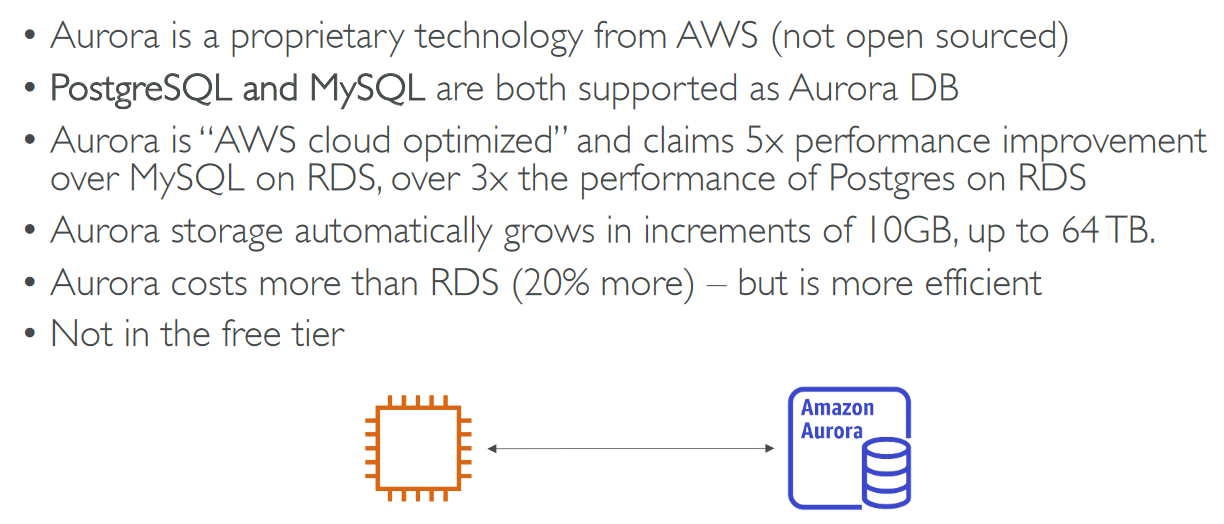 • Aurora is a proprietary technology from AWS (not open sourced)
• PostgreSQL and MySQL are both supported as Aurora DB
• Aurora is “AWS cloud optimized” and claims 5x performance improvement
over MySQL on RDS, over 3x the performance of Postgres on RDS
• Aurora storage automatically grows in increments of 10GB, up to 64 TB.
• Aurora costs more than RDS (20% more) – but is more efficient
• Not in the free tier
Amazon
Aurora